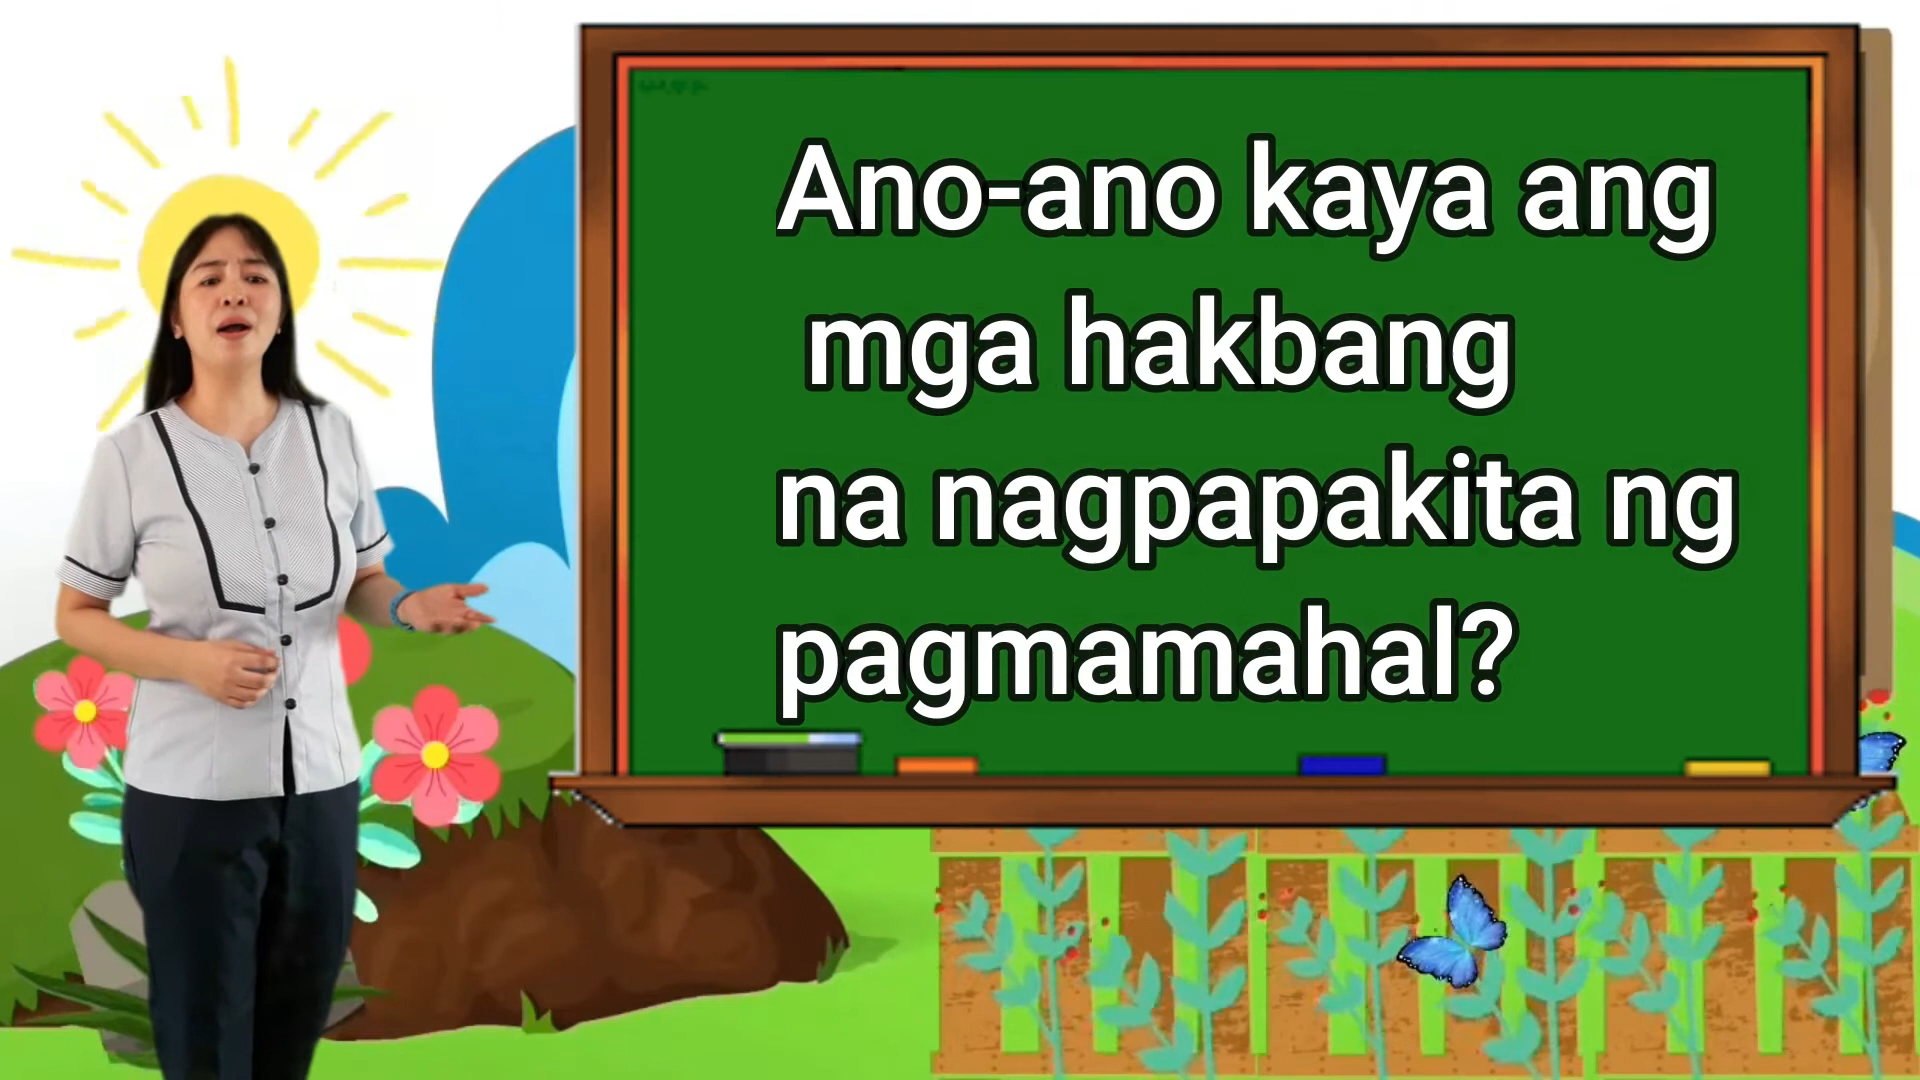 Ano-ano kaya ang
mga hakbang
na nagpapakita ng
pagmamahal?